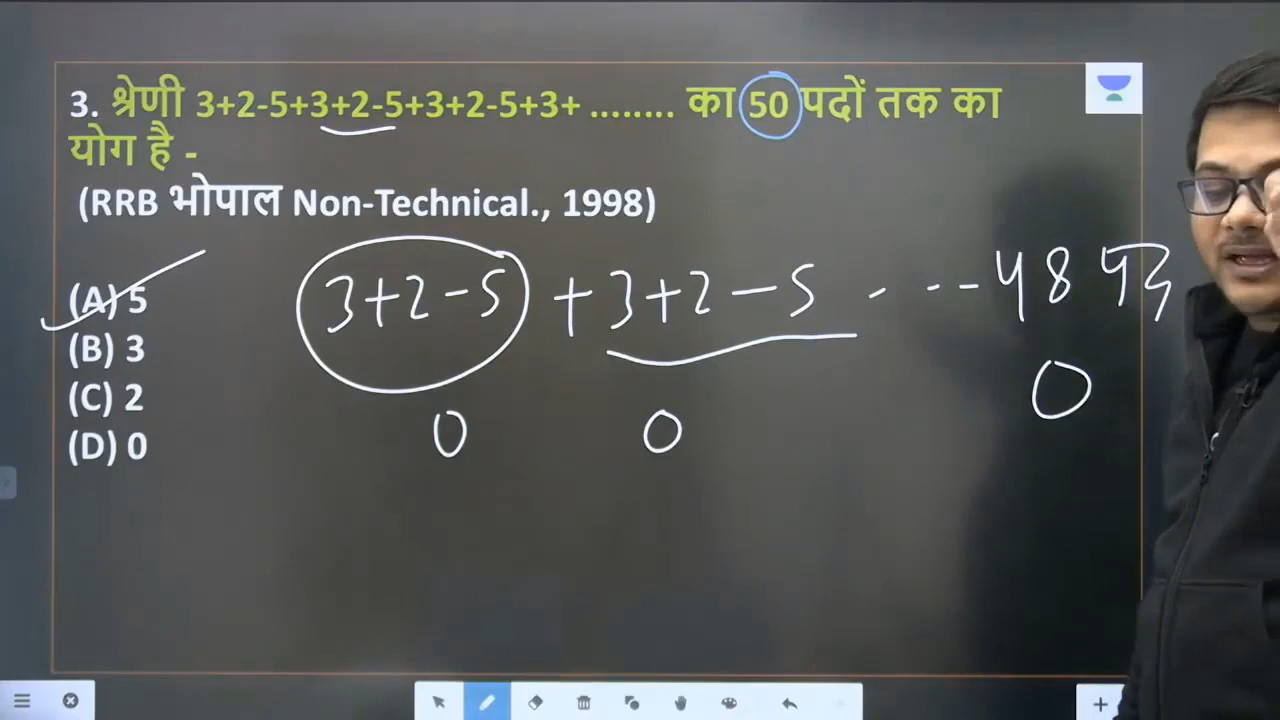 3. श्रेणी 3+2-5+3+2-5+3+2-5+3+ ........ का 50 पदों तक का
योग है -
(RRB भोपाल Non-Technical., 1998)
(A) 5
(B) 3
(C) 2
(D) 0
3+2-5 + 3+2-5 - - - - 48 पद
0 0 0